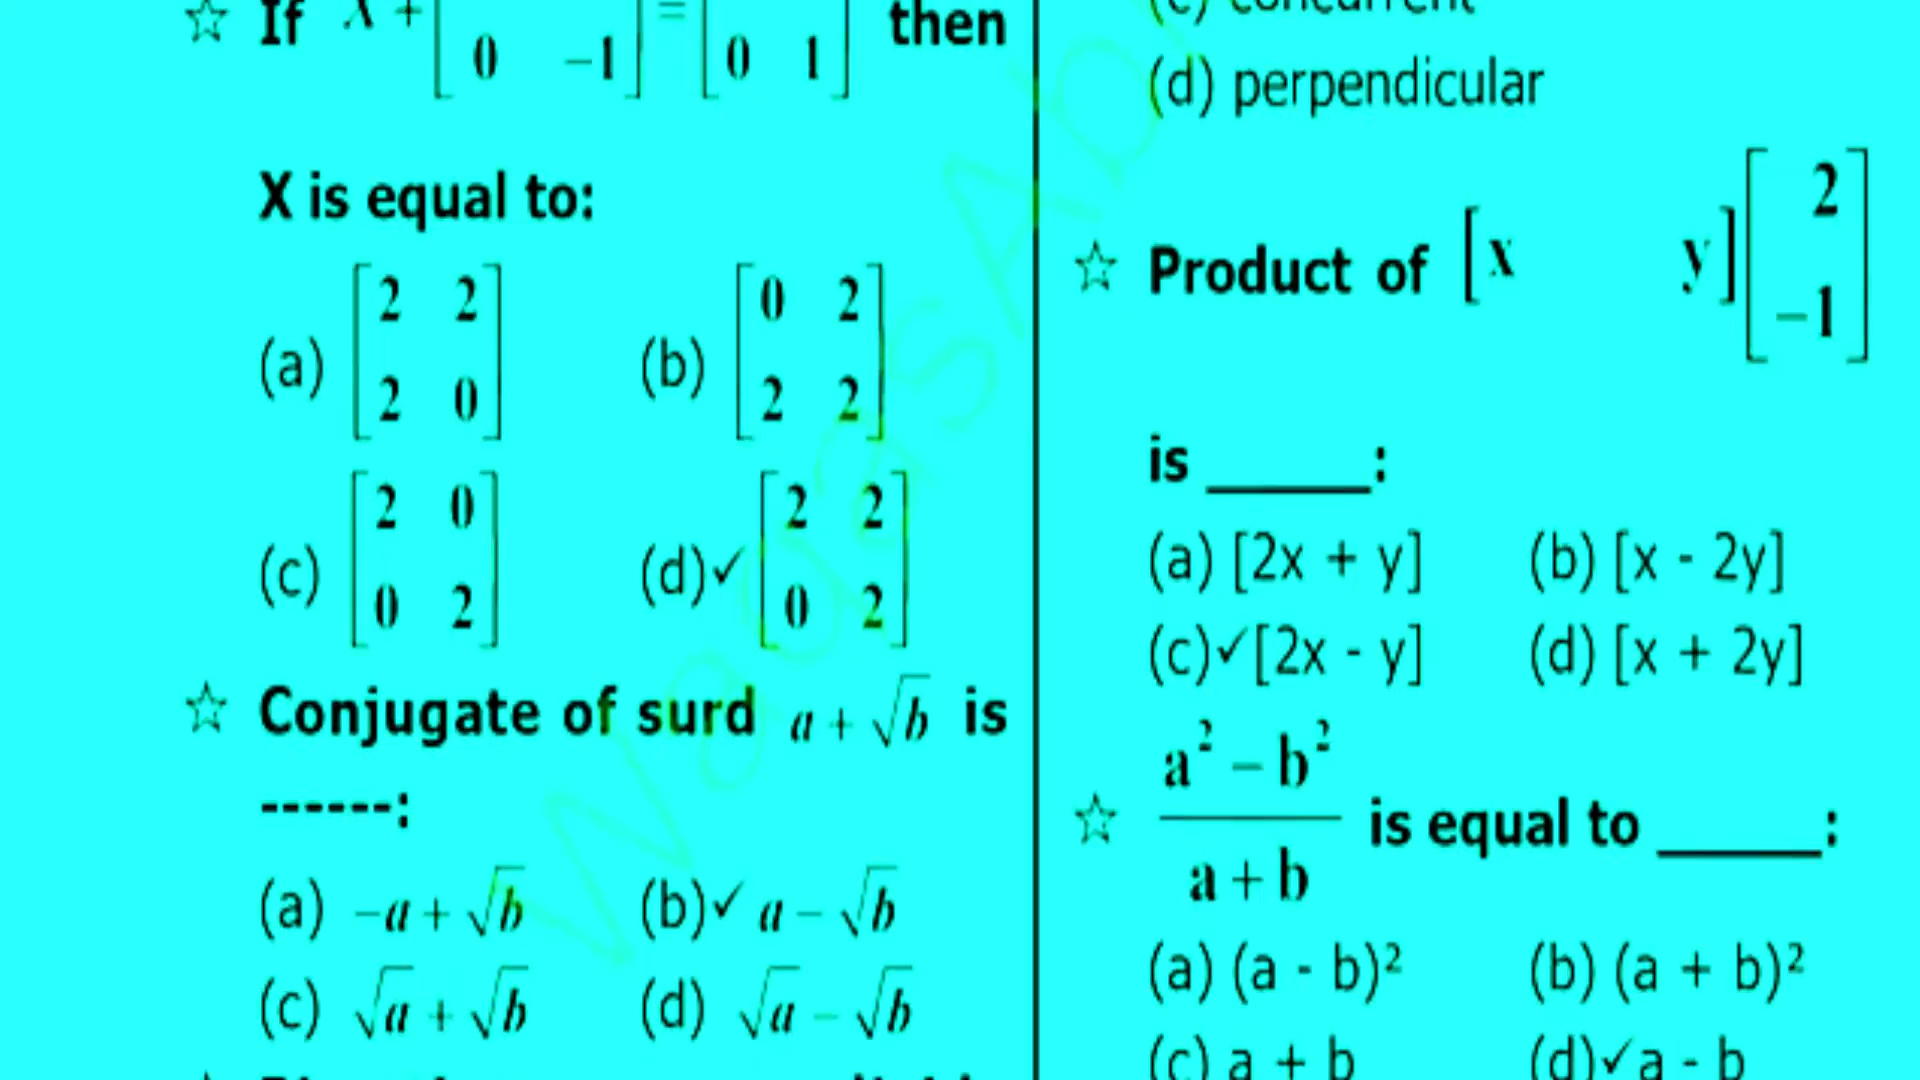 ☆ If X + [ 0 −1 ] = [ 0 1 ] then
X is equal to:
(a) [2 2; 2 0] (b) [0 2; 2 2]
(c) [2 0; 0 2] (d)✓ [2 2; 0 2]
☆ Conjugate of surd a + √b is
------:
(a) −a + √b (b)✓ a − √b
(c) √a + √b (d) √a − √b
(c) concurrent
(d) perpendicular
☆ Product of [x y] [2; −1]
is _____:
(a) [2x + y] (b) [x - 2y]
(c)✓[2x - y] (d) [x + 2y]
☆ (a² − b²)/(a + b) is equal to _____:
(a) (a - b)² (b) (a + b)²
(c) a + b (d)✓a - b